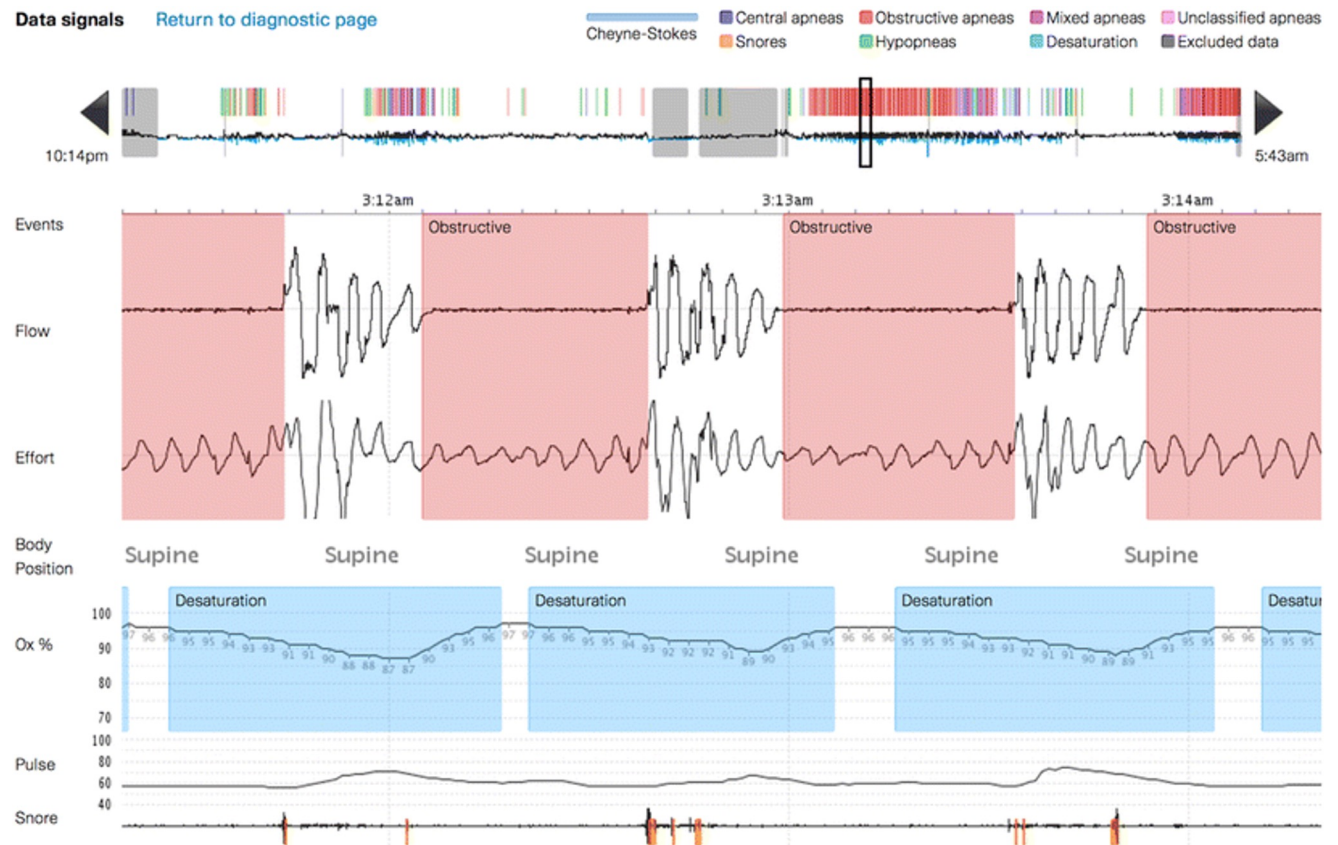 Data signals Return to diagnostic page
Cheyne-Stokes
Central apneas Obstructive apneas Mixed apneas Unclassified apneas
Snores Hypopneas Desaturation Excluded data
10:14pm 5:43am
3:12am 3:13am 3:14am
Events
Obstructive Obstructive Obstructive
Flow
Effort
Body
Position
Supine Supine Supine Supine Supine Supine
Desaturation Desaturation Desaturation Desatur
Ox %
100
90
80
70
97 96 96 95 95 94 93 93 91 91 90 88 88 87 87 90 93 95 96 97 97 96 96 95 95 94 93 92 92 92 91 89 90 93 94 96 96 96 95 95 94 93 93 92 91 91 90 89 89 91 93 95 95 96 96 95 95 95
Pulse
100
80
60
40
Snore